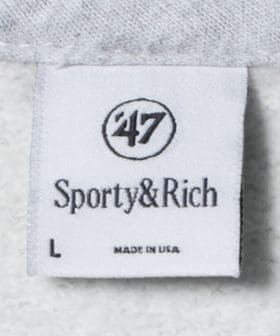 '47
Sporty&Rich
L MADE IN USA